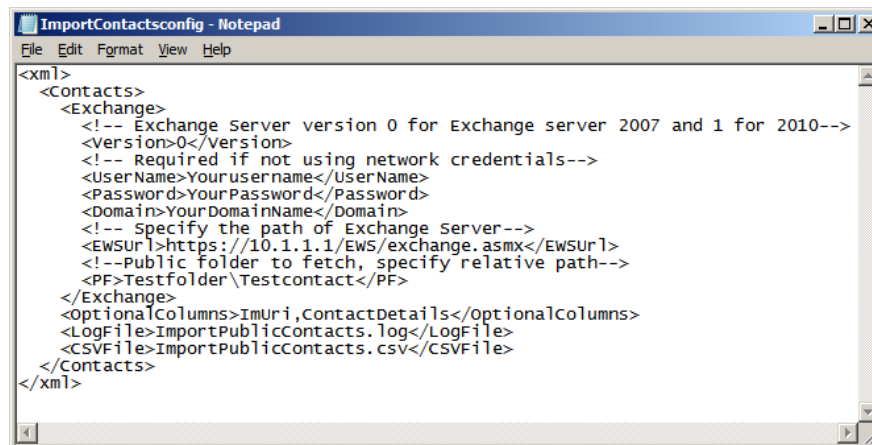 ImportContactsconfig - Notepad
File Edit Format View Help
<xml>
<Contacts>
<Exchange>
<!-- Exchange Server version 0 for Exchange server 2007 and 1 for 2010-->
<Version>0</Version>
<!-- Required if not using network credentials-->
<UserName>Yourusername</UserName>
<Password>YourPassword</Password>
<Domain>YourDomainName</Domain>
<!-- Specify the path of Exchange Server-->
<EWSUrl>https://10.1.1.1/EWS/exchange.asmx</EWSUrl>
<!--Public folder to fetch, specify relative path-->
<PF>Testfolder\Testcontact</PF>
</Exchange>
<OptionalColumns>ImUri,ContactDetails</OptionalColumns>
<LogFile>ImportPublicContacts.log</LogFile>
<CSVFile>ImportPublicContacts.csv</CSVFile>
</Contacts>
</xml>